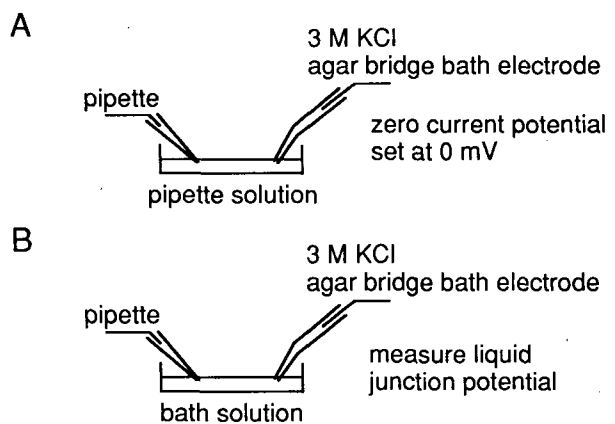 A
3 M KCl
agar bridge bath electrode
pipette
zero current potential
set at 0 mV
pipette solution
B
3 M KCl
agar bridge bath electrode
pipette
measure liquid
junction potential
bath solution